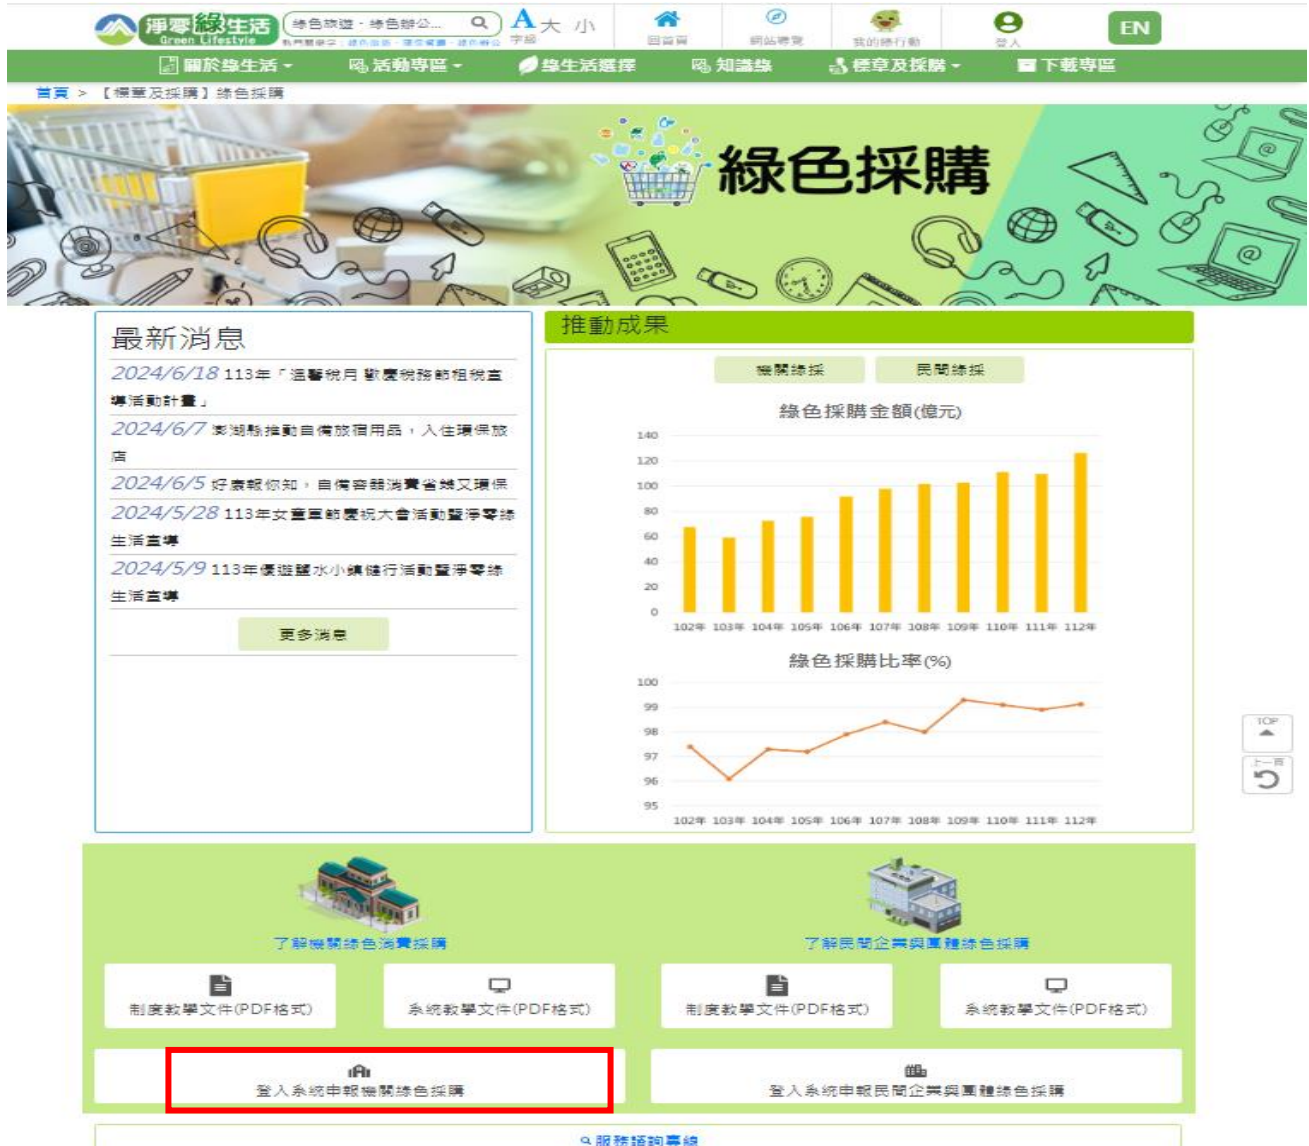 淨零綠生活
Green Lifestyle
綠色旅遊、綠色辦公...
A 大 小
字級
回首頁
網站導覽
我的綠行動
登入
EN
關於綠生活
活動專區
綠生活選擇
知識綠
標章及採購
下載專區
首頁 > 【標章及採購】綠色採購
綠色採購
最新消息
2024/6/18 113年「溫馨稅月 歡慶稅務節租稅宣
導活動計畫」
2024/6/7 澎湖縣推動自備旅宿用品，入住環保旅
店
2024/6/5 好康報你知，自備容器消費省錢又環保
2024/5/28 113年女童軍節慶祝大會活動暨淨零綠
生活宣導
2024/5/9 113年優遊鹽水小鎮健行活動暨淨零綠
生活宣導
更多消息
推動成果
機關綠採
民間綠採
綠色採購金額(億元)
140
120
100
80
60
40
20
0
102年 103年 104年 105年 106年 107年 108年 109年 110年 111年 112年
綠色採購比率(%)
100
99
98
97
96
95
102年 103年 104年 105年 106年 107年 108年 109年 110年 111年 112年
TOP
上一頁
了解機關綠色消費採購
了解民間企業與團體綠色採購
制度教學文件(PDF格式)
系統教學文件(PDF格式)
制度教學文件(PDF格式)
系統教學文件(PDF格式)
登入系統申報機關綠色採購
登入系統申報民間企業與團體綠色採購
服務諮詢專線